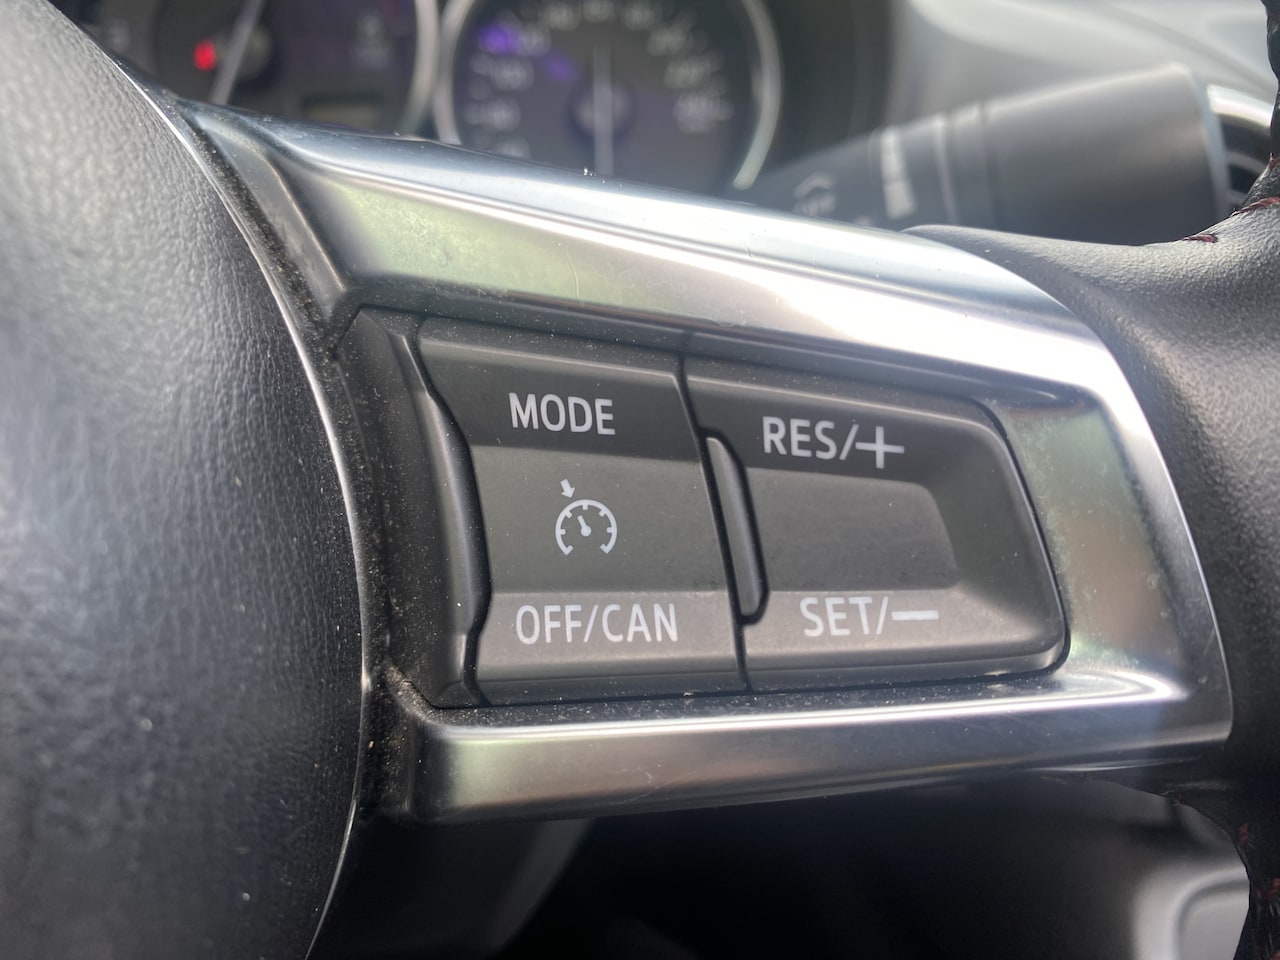 MODE
RES/+
OFF/CAN
SET/—